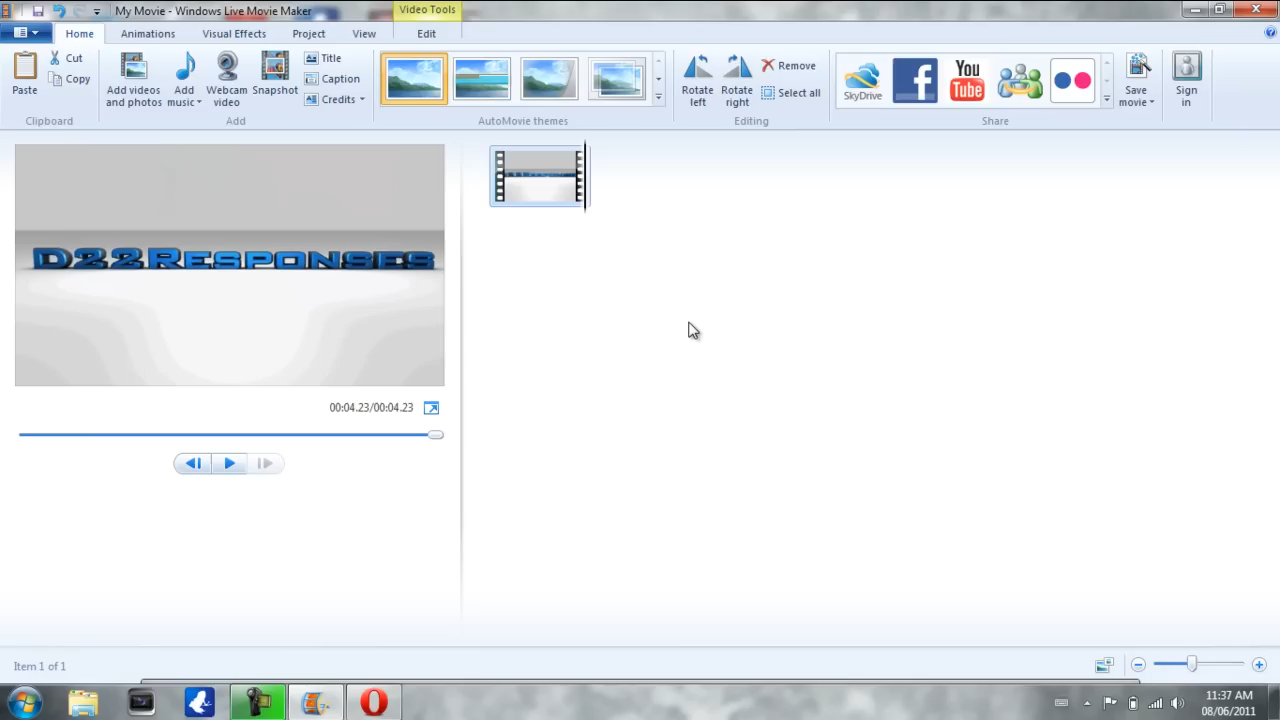 My Movie - Windows Live Movie Maker
Video Tools
Home
Animations
Visual Effects
Project
View
Edit
Paste
Cut
Copy
Clipboard
Add videos
and photos
Add
music
Webcam
video
Snapshot
Title
Caption
Credits
Add
AutoMovie themes
Rotate
left
Rotate
right
Remove
Select all
Editing
SkyDrive
f
You
Tube
Share
Save
movie
Sign
in
D22Responses
00:04.23/00:04.23
Item 1 of 1
11:37 AM
08/06/2011